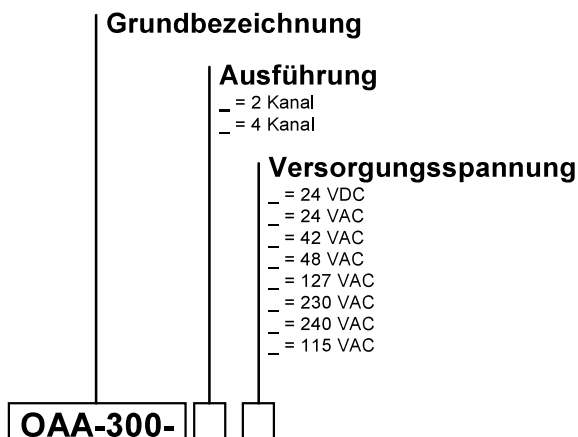 Grundbezeichnung
Ausführung
_ = 2 Kanal
_ = 4 Kanal
Versorgungsspannung
_ = 24 VDC
_ = 24 VAC
_ = 42 VAC
_ = 48 VAC
_ = 127 VAC
_ = 230 VAC
_ = 240 VAC
_ = 115 VAC
OAA-300-